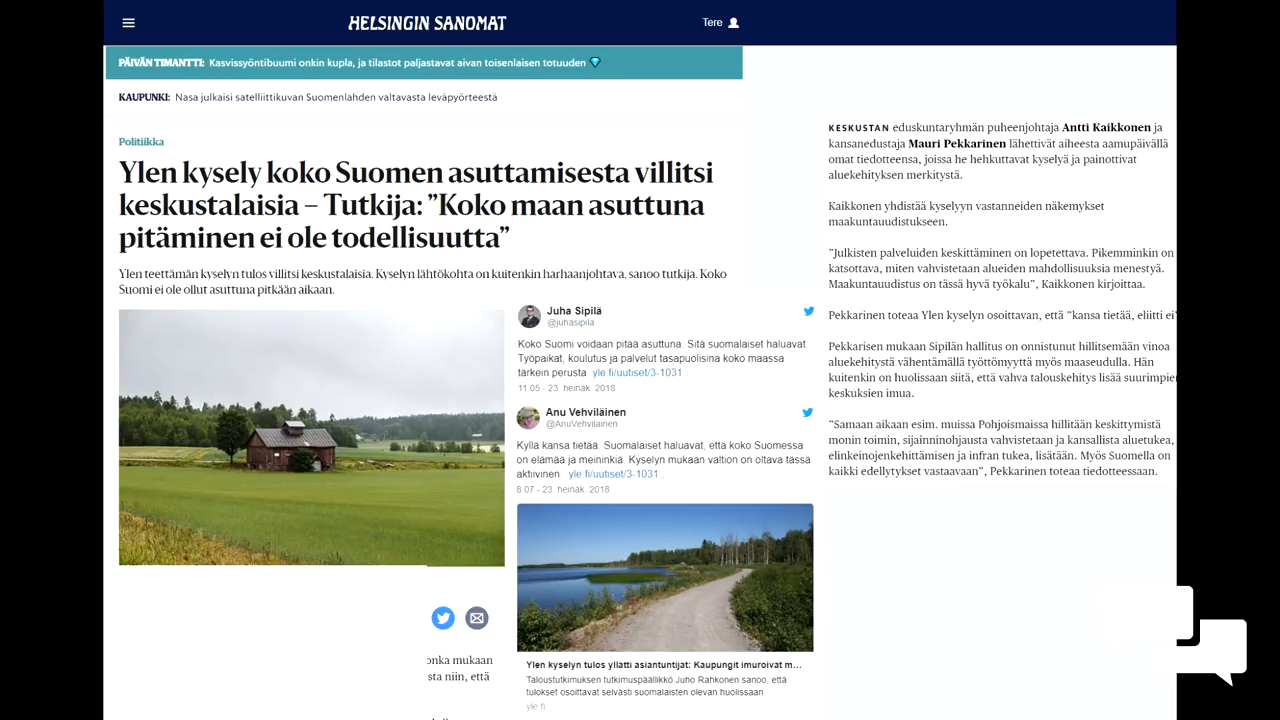 HELSINGIN SANOMAT
Tere
PÄIVÄN TIMANTTI: Kasvissyöntibuumi onkin kupla, ja tilastot paljastavat aivan toisenlaisen totuuden
KAUPUNKI: Nasa julkaisi satelliittikuvan Suomenlahden valtavasta leväpyörteestä
Politiikka
Ylen kysely koko Suomen asuttamisesta villitsi
keskustalaisia – Tutkija: ”Koko maan asuttuna
pitäminen ei ole todellisuutta”
Ylen teettämän kyselyn tulos villitsi keskustalaisia. Kyselyn lähtökohta on kuitenkin harhaanjohtava, sanoo tutkija. Koko
Suomi ei ole ollut asuttuna pitkään aikaan.
Juha Sipilä
@juhasipila
Koko Suomi voidaan pitää asuttuna Sitä suomalaiset haluavat
Työpaikat, koulutus ja palvelut tasapuolisina koko maassa
tärkein perusta yle fi/uutiset/3-1031
11 05 - 23 heinäk 2018
Anu Vehviläinen
@AnuVehvilainen
Kyllä kansa tietää Suomalaiset haluavat, että koko Suomessa
on elämää ja meininkiä Kyselyn mukaan valtion on oltava tässä
aktiivinen yle fi/uutiset/3-1031
8 07 - 23 heinäk. 2018
Ylen kyselyn tulos yllätti asiantuntijat: Kaupungit imuroivat m...
Taloustutkimuksen tutkimuspäällikkö Juho Rahkonen sanoo, että
tulokset osoittavat selvästi suomalaisten olevan huolissaan
yle fi
onka mukaan
sta niin, että
KESKUSTAN eduskuntaryhmän puheenjohtaja Antti Kaikkonen ja
kansanedustaja Mauri Pekkarinen lähettivät aiheesta aamupäivällä
omat tiedotteensa, joissa he hehkuttavat kyselyä ja painottivat
aluekehityksen merkitystä.
Kaikkonen yhdistää kyselyyn vastanneiden näkemykset
maakuntauudistukseen.
”Julkisten palveluiden keskittäminen on lopetettava. Pikemminkin on
katsottava, miten vahvistetaan alueiden mahdollisuuksia menestyä.
Maakuntauudistus on tässä hyvä työkalu”, Kaikkonen kirjoittaa.
Pekkarinen toteaa Ylen kyselyn osoittavan, että ”kansa tietää, eliitti ei”
Pekkarisen mukaan Sipilän hallitus on onnistunut hillitsemään vinoa
aluekehitystä vähentämällä työttömyyttä myös maaseudulla. Hän
kuitenkin on huolissaan siitä, että vahva talouskehitys lisää suurimpien
keskuksien imua.
”Samaan aikaan esim. muissa Pohjoismaissa hillitään keskittymistä
monin toimin, sijainninohjausta vahvistetaan ja kansallista aluetukea,
elinkeinojenkehittämisen ja infran tukea, lisätään. Myös Suomella on
kaikki edellytykset vastaavaan”, Pekkarinen toteaa tiedotteessaan.